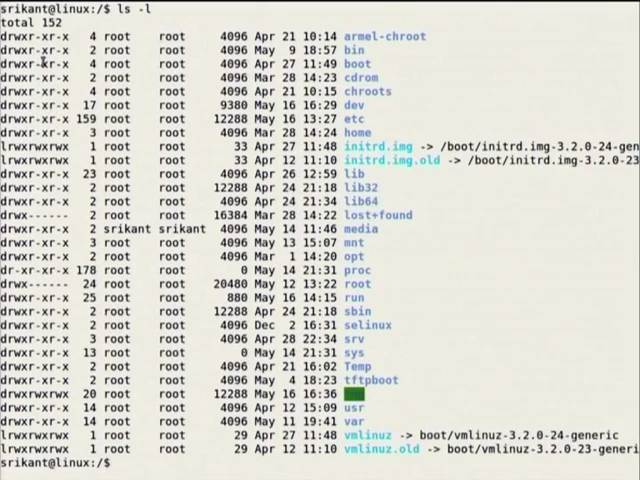 srikant@linux:/$ ls -l
total 152
drwxr-xr-x 4 root root 4096 Apr 21 10:14 armel-chroot
drwxr-xr-x 2 root root 4096 May 9 18:57 bin
drwxr-xr-x 4 root root 4096 Apr 27 11:49 boot
drwxr-xr-x 2 root root 4096 Mar 28 14:23 cdrom
drwxr-xr-x 4 root root 4096 Apr 21 10:15 chroots
drwxr-xr-x 17 root root 9380 May 16 16:29 dev
drwxr-xr-x 159 root root 12288 May 16 13:27 etc
drwxr-xr-x 3 root root 4096 Mar 28 14:24 home
lrwxrwxrwx 1 root root 33 Apr 27 11:48 initrd.img -> /boot/initrd.img-3.2.0-24-gen
lrwxrwxrwx 1 root root 33 Apr 12 11:10 initrd.img.old -> /boot/initrd.img-3.2.0-23
drwxr-xr-x 23 root root 4096 Apr 26 12:59 lib
drwxr-xr-x 2 root root 12288 Apr 24 21:18 lib32
drwxr-xr-x 2 root root 4096 Apr 24 21:34 lib64
drwx------ 2 root root 16384 Mar 28 14:22 lost+found
drwxr-xr-x 2 srikant srikant 4096 May 14 11:46 media
drwxr-xr-x 3 root root 4096 May 13 15:07 mnt
drwxr-xr-x 2 root root 4096 Mar 1 14:20 opt
dr-xr-xr-x 178 root root 0 May 14 21:31 proc
drwx------ 24 root root 20480 May 12 13:22 root
drwxr-xr-x 25 root root 880 May 16 14:15 run
drwxr-xr-x 2 root root 12288 Apr 24 21:18 sbin
drwxr-xr-x 2 root root 4096 Dec 2 16:31 selinux
drwxr-xr-x 3 root root 4096 Apr 28 22:34 srv
drwxr-xr-x 13 root root 0 May 14 21:31 sys
drwxr-xr-x 2 root root 4096 Apr 21 16:02 Temp
drwxr-xr-x 2 root root 4096 May 4 18:23 tftpboot
drwxrwxrwx 20 root root 12288 May 16 16:36
drwxr-xr-x 14 root root 4096 Apr 12 15:09 usr
drwxr-xr-x 14 root root 4096 May 11 19:41 var
lrwxrwxrwx 1 root root 29 Apr 27 11:48 vmlinuz -> boot/vmlinuz-3.2.0-24-generic
lrwxrwxrwx 1 root root 29 Apr 12 11:10 vmlinuz.old -> boot/vmlinuz-3.2.0-23-generi
srikant@linux:/$